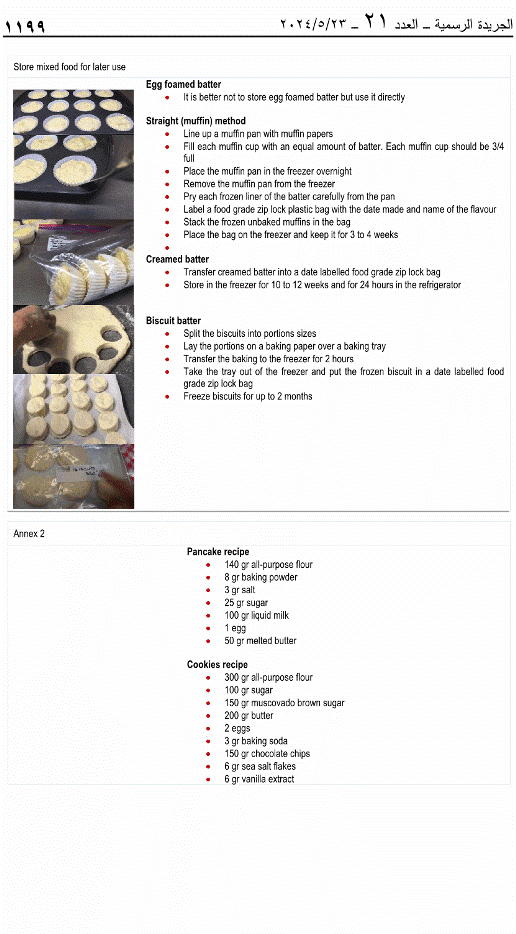 الجريدة الرسمية – العدد ٢١ – ٢٠٢٤/٥/٢٣
١١٩٩
Store mixed food for later use
Egg foamed batter
• It is better not to store egg foamed batter but use it directly
Straight (muffin) method
• Line up a muffin pan with muffin papers
• Fill each muffin cup with an equal amount of batter. Each muffin cup should be 3/4
full
• Place the muffin pan in the freezer overnight
• Remove the muffin pan from the freezer
• Pry each frozen liner of the batter carefully from the pan
• Label a food grade zip lock plastic bag with the date made and name of the flavour
• Stack the frozen unbaked muffins in the bag
• Place the bag on the freezer and keep it for 3 to 4 weeks
•
Creamed batter
• Transfer creamed batter into a date labelled food grade zip lock bag
• Store in the freezer for 10 to 12 weeks and for 24 hours in the refrigerator
Biscuit batter
• Split the biscuits into portions sizes
• Lay the portions on a baking paper over a baking tray
• Transfer the baking to the freezer for 2 hours
• Take the tray out of the freezer and put the frozen biscuit in a date labelled food
grade zip lock bag
• Freeze biscuits for up to 2 months
Annex 2
Pancake recipe
• 140 gr all-purpose flour
• 8 gr baking powder
• 3 gr salt
• 25 gr sugar
• 100 gr liquid milk
• 1 egg
• 50 gr melted butter
Cookies recipe
• 300 gr all-purpose flour
• 100 gr sugar
• 150 gr muscovado brown sugar
• 200 gr butter
• 2 eggs
• 3 gr baking soda
• 150 gr chocolate chips
• 6 gr sea salt flakes
• 6 gr vanilla extract